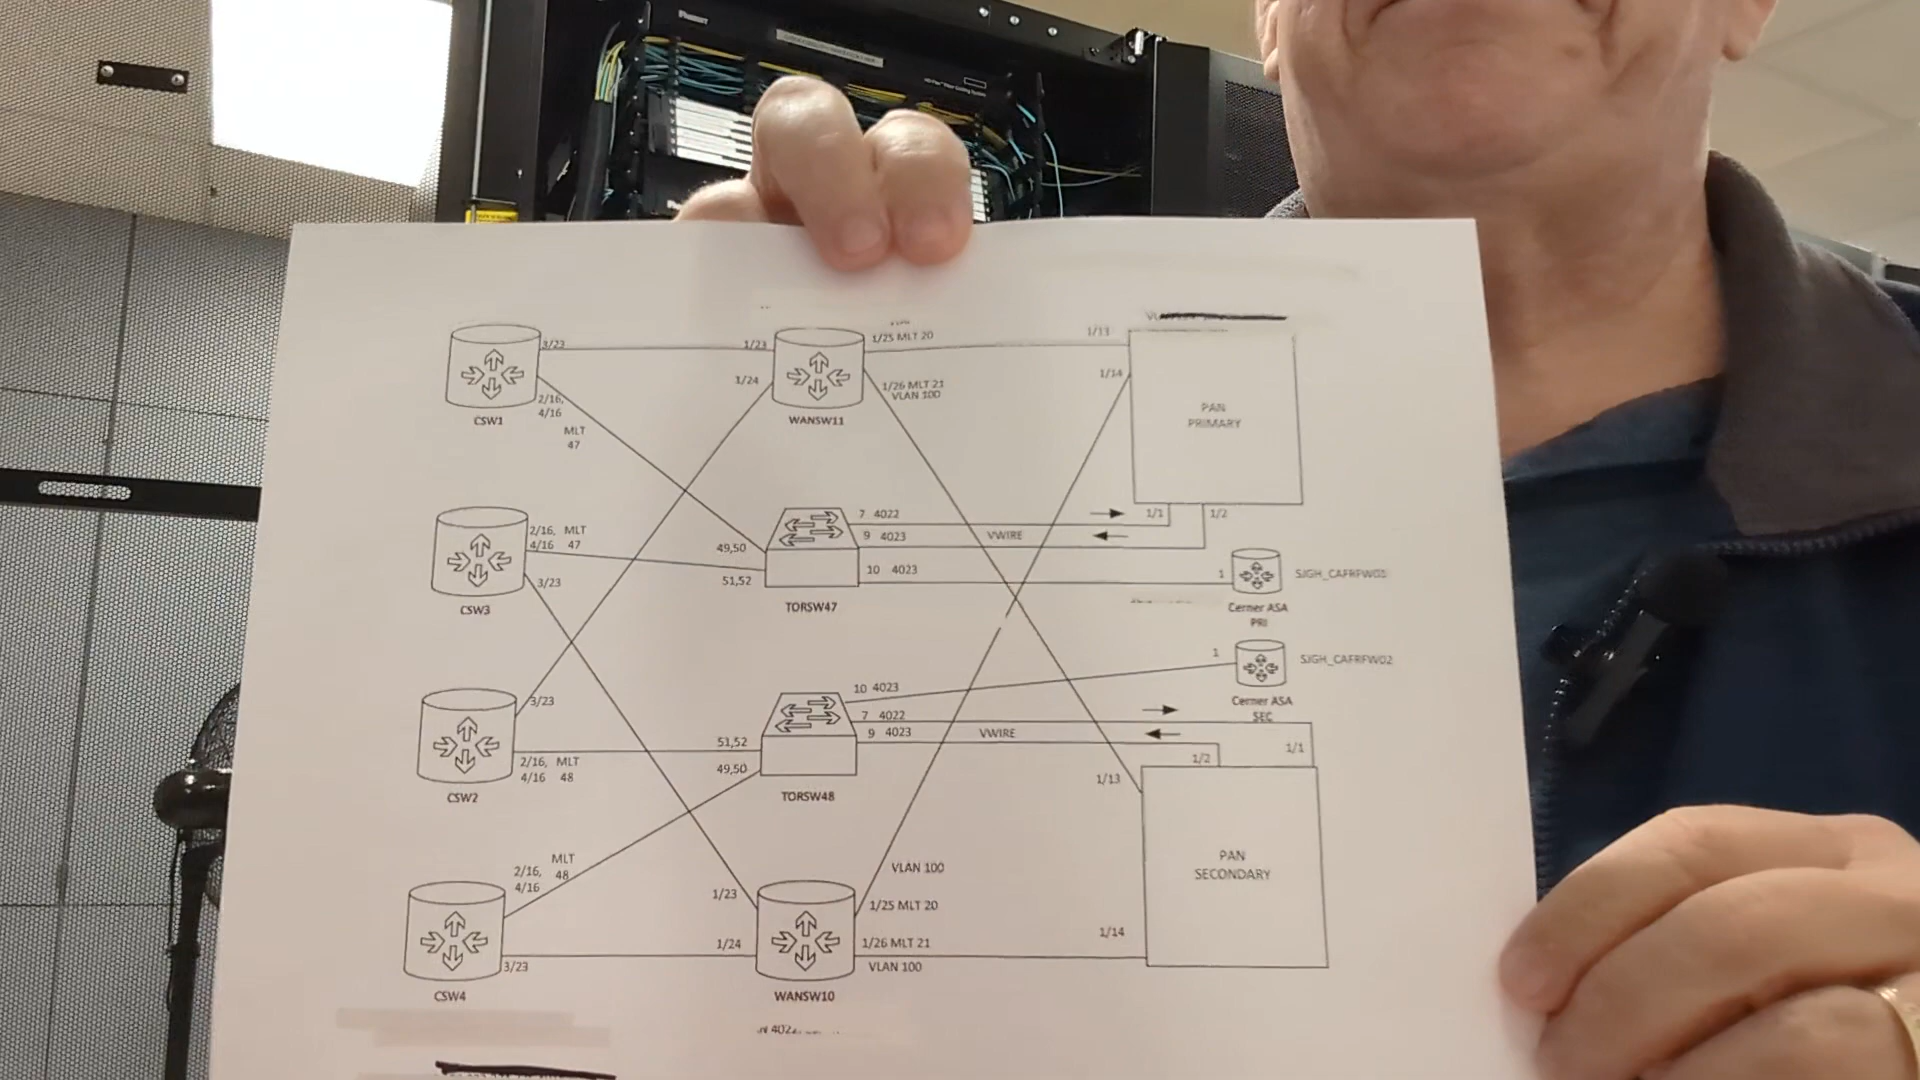 PANDUIT
1/25 MLT 20
1/13
3/23
1/23
1/14
1/24
1/26 MLT 21
VLAN 100
2/16,
4/16
PAN
PRIMARY
CSW1
WANSW11
MLT
47
7 4022
1/1
1/2
2/16, MLT
4/16 47
9 4023
VWIRE
49,50
10 4023
1
SJGH_CAFRFW01
51,52
3/23
CSW3
TORSW47
Cerner ASA
PRI
1
SJGH_CAFRFW02
10 4023
3/23
Cerner ASA
SEC
7 4022
9 4023
VWIRE
51,52
1/1
1/2
2/16, MLT
4/16 48
49,50
1/13
CSW2
TORSW48
MLT
2/16, 48
4/16
VLAN 100
PAN
SECONDARY
1/23
1/25 MLT 20
1/14
1/24
1/26 MLT 21
3/23
VLAN 100
CSW4
WANSW10